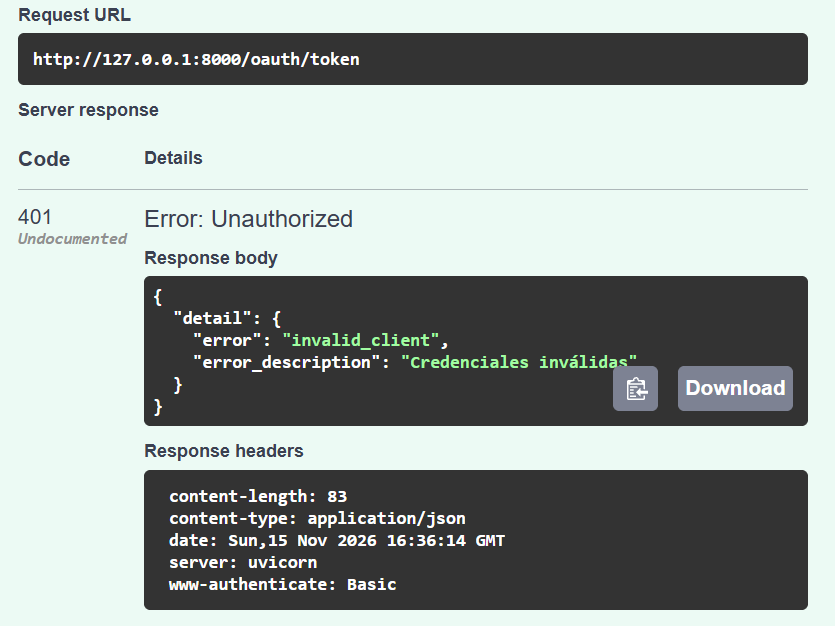 Request URL
http://127.0.0.1:8000/oauth/token
Server response
Code Details
401 Error: Unauthorized
Undocumented
Response body
{
  "detail": {
    "error": "invalid_client",
    "error_description": "Credenciales inválidas"
  }
}
Download
Response headers
content-length: 83
content-type: application/json
date: Sun,15 Nov 2026 16:36:14 GMT
server: uvicorn
www-authenticate: Basic